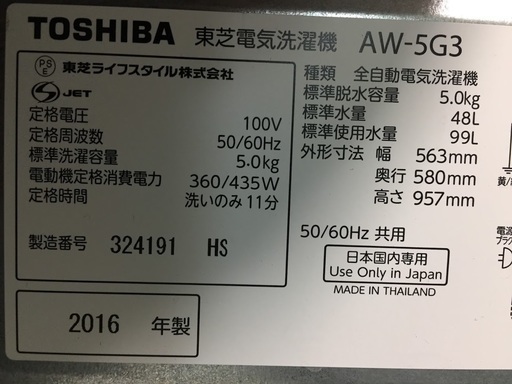 TOSHIBA 東芝電気洗濯機 AW-5G3
PSE 東芝ライフスタイル株式会社
S JET
定格電圧 100V
定格周波数 50/60Hz
標準洗濯容量 5.0kg
電動機定格消費電力 360/435W
定格時間 洗いのみ 11分
製造番号 324191 HS
2016 年製
種類 全自動電気洗濯機
標準脱水容量 5.0kg
標準水量 48L
標準使用水量 99L
外形寸法 幅 563mm
奥行 580mm
高さ 957mm
50/60Hz 共用
日本国内専用
Use Only in Japan
MADE IN THAILAND
黄/
電源
プラ